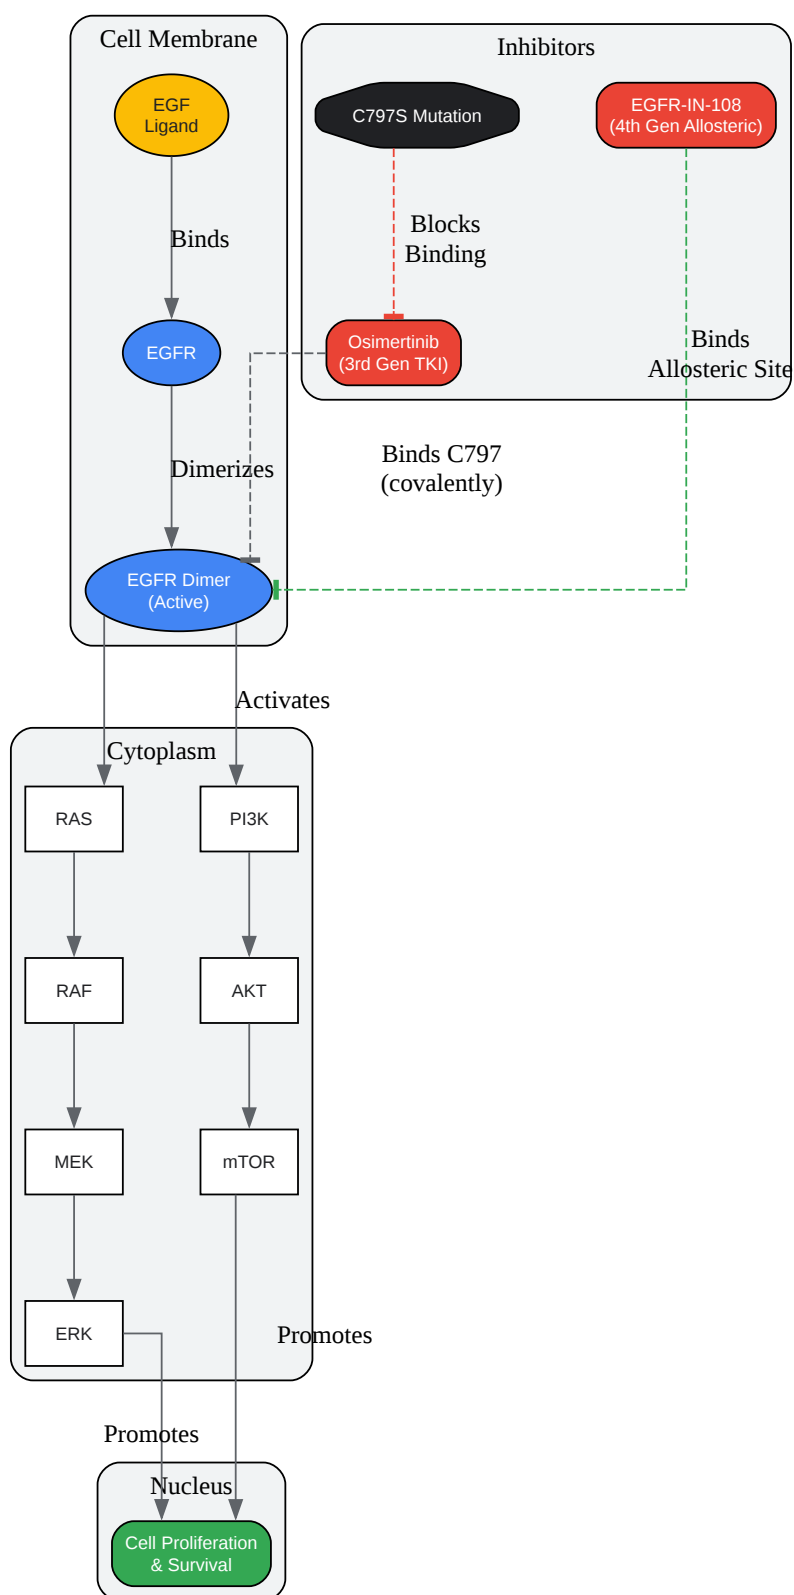 Cell Membrane
EGF
Ligand
Binds
EGFR
Dimerizes
EGFR Dimer
(Active)
Inhibitors
C797S Mutation
EGFR-IN-108
(4th Gen Allosteric)
Blocks
Binding
Osimertinib
(3rd Gen TKI)
Binds
Allosteric Site
Binds C797
(covalently)
Activates
Cytoplasm
RAS
PI3K
RAF
AKT
MEK
mTOR
ERK
Promotes
Promotes
Nucleus
Cell Proliferation
& Survival